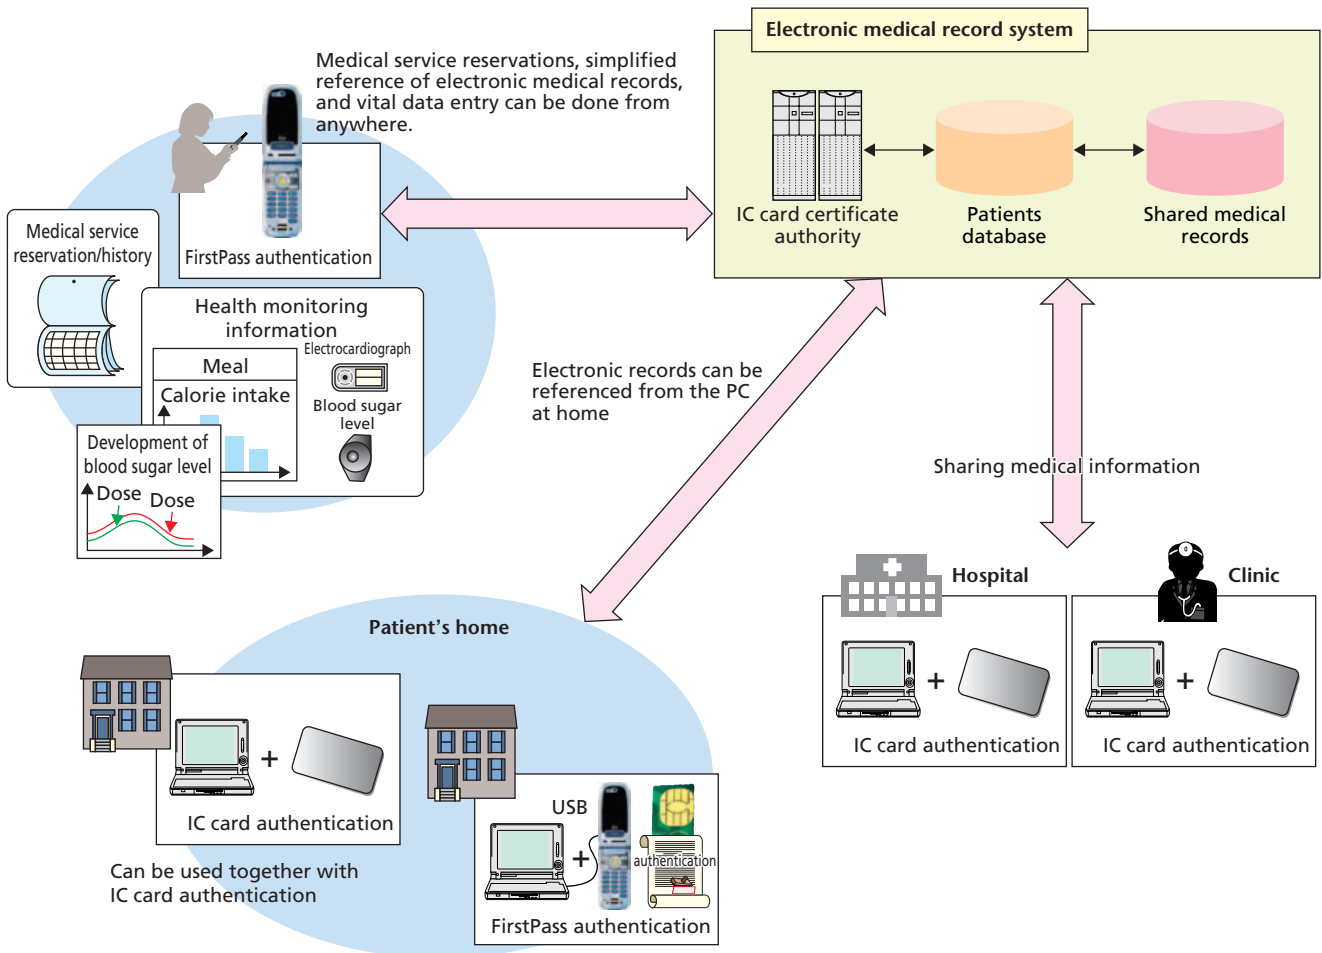 Electronic medical record system
Medical service reservations, simplified
reference of electronic medical records,
and vital data entry can be done from
anywhere.
IC card certificate
authority
Patients
database
Shared medical
records
FirstPass authentication
Medical service
reservation/history
Health monitoring
information
Electrocardiograph
Meal
Calorie intake
Blood sugar
level
Development of
blood sugar level
Dose
Dose
Electronic records can be
referenced from the PC
at home
Sharing medical information
Hospital
Clinic
IC card authentication
IC card authentication
Patient's home
IC card authentication
Can be used together with
IC card authentication
USB
authentication
FirstPass authentication